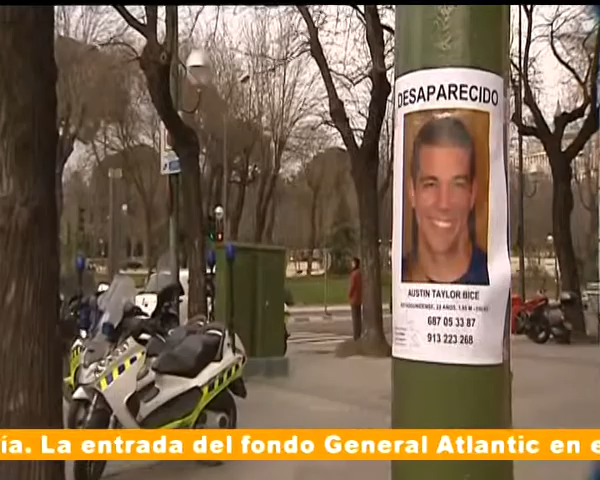 DESAPARECIDO
AUSTIN TAYLOR BICE
687 05 33 87
913 223 268
ía. La entrada del fondo General Atlantic en e